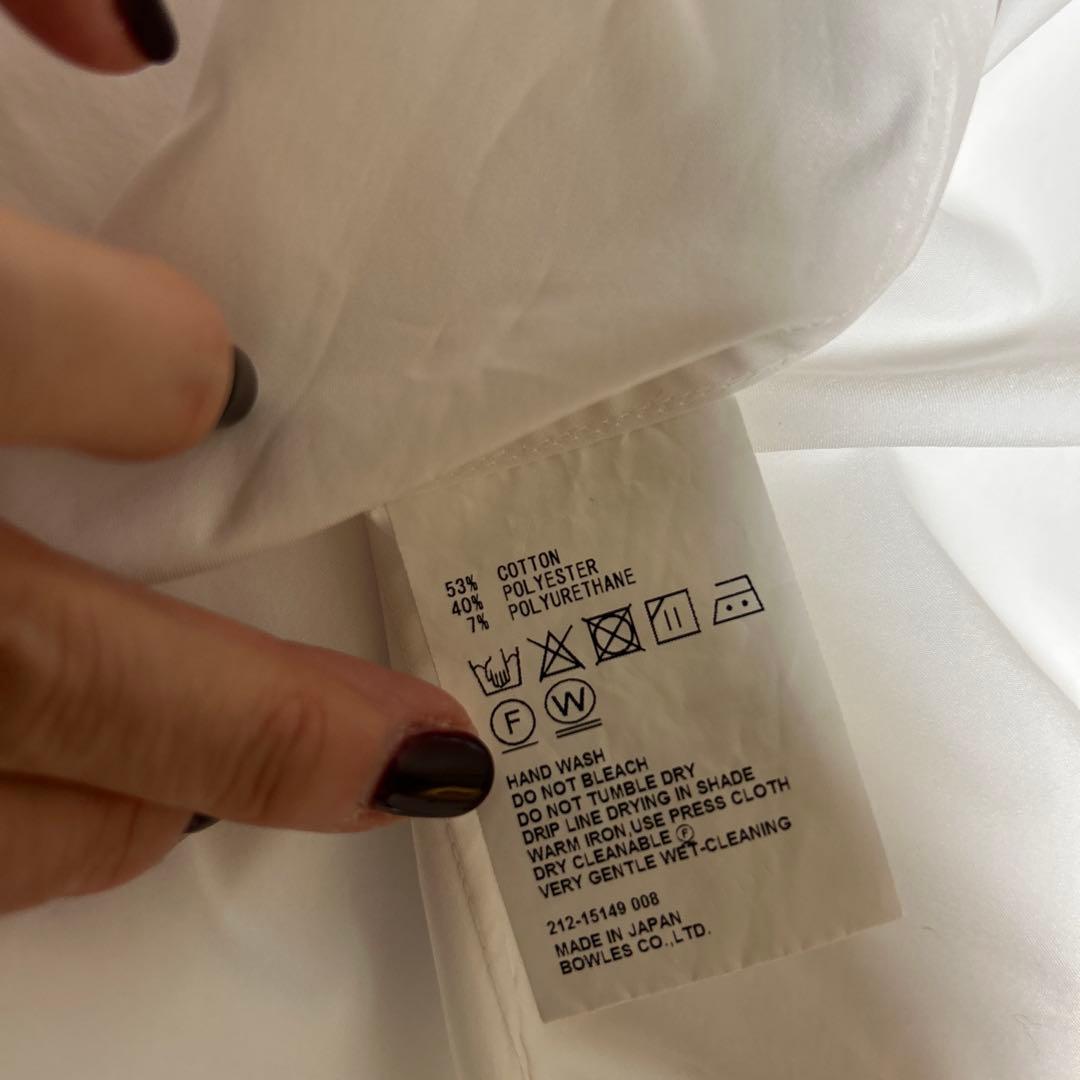 53% COTTON
40% POLYESTER
7% POLYURETHANE
F W
HAND WASH
DO NOT BLEACH
DO NOT TUMBLE DRY
DRIP LINE DRYING IN SHADE
WARM IRON,USE PRESS CLOTH
DRY CLEANABLE Ⓕ
VERY GENTLE WET-CLEANING
212-15149 008
MADE IN JAPAN
BOWLES CO.,LTD.